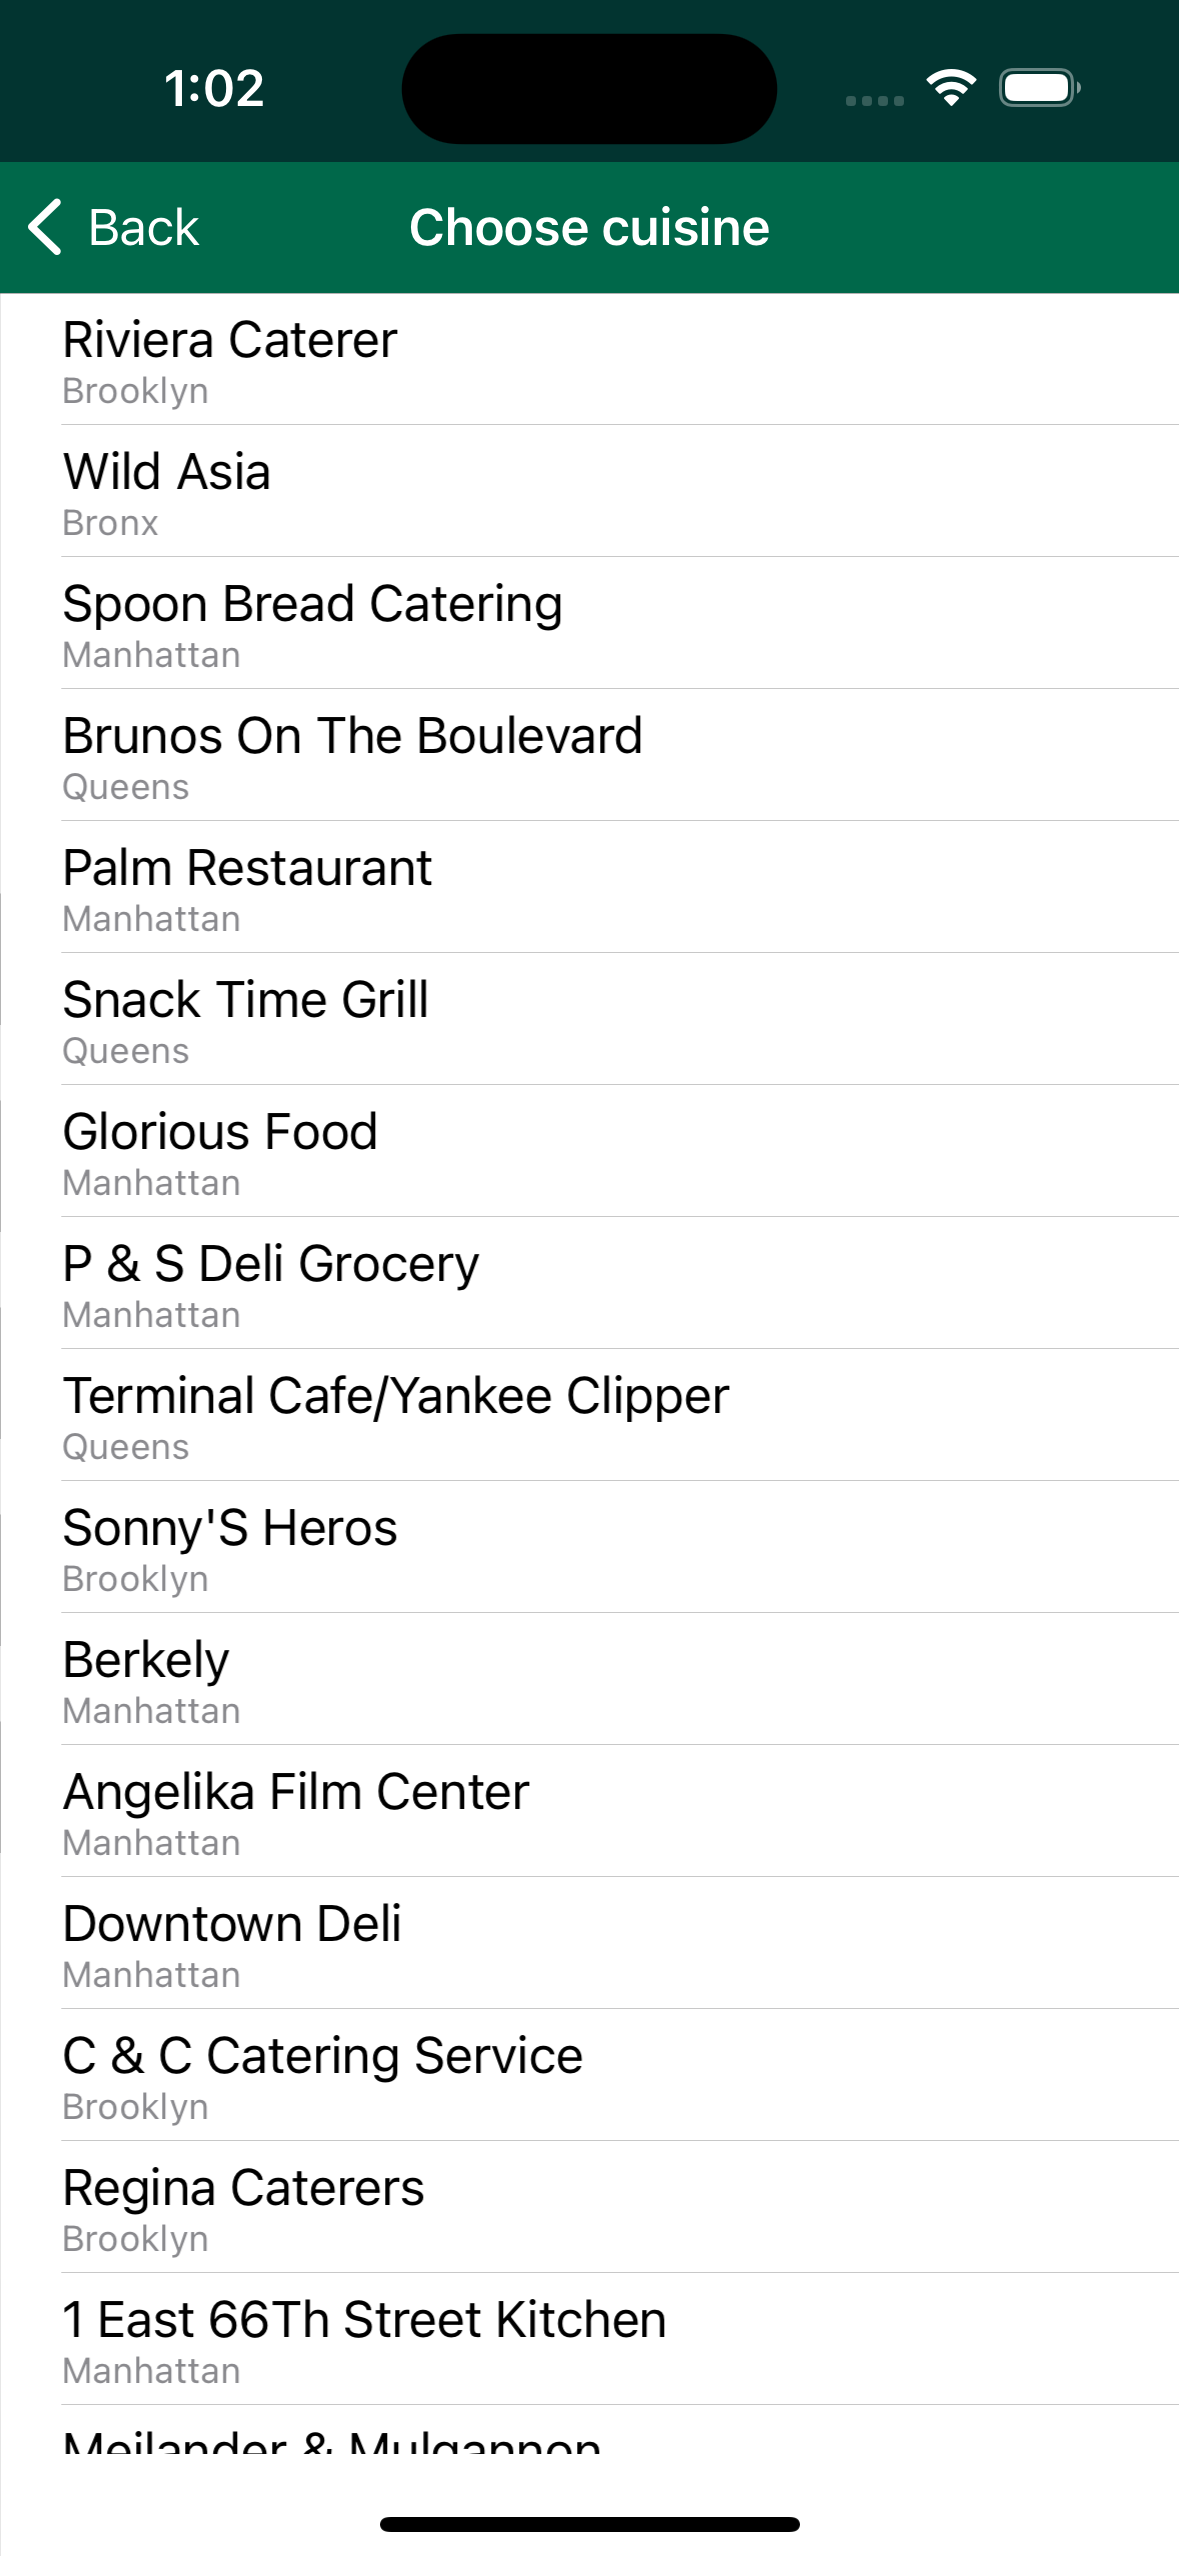 1:02
Back
Choose cuisine
Riviera Caterer
Brooklyn
Wild Asia
Bronx
Spoon Bread Catering
Manhattan
Brunos On The Boulevard
Queens
Palm Restaurant
Manhattan
Snack Time Grill
Queens
Glorious Food
Manhattan
P & S Deli Grocery
Manhattan
Terminal Cafe/Yankee Clipper
Queens
Sonny'S Heros
Brooklyn
Berkely
Manhattan
Angelika Film Center
Manhattan
Downtown Deli
Manhattan
C & C Catering Service
Brooklyn
Regina Caterers
Brooklyn
1 East 66Th Street Kitchen
Manhattan
Meilander & Mulgannon